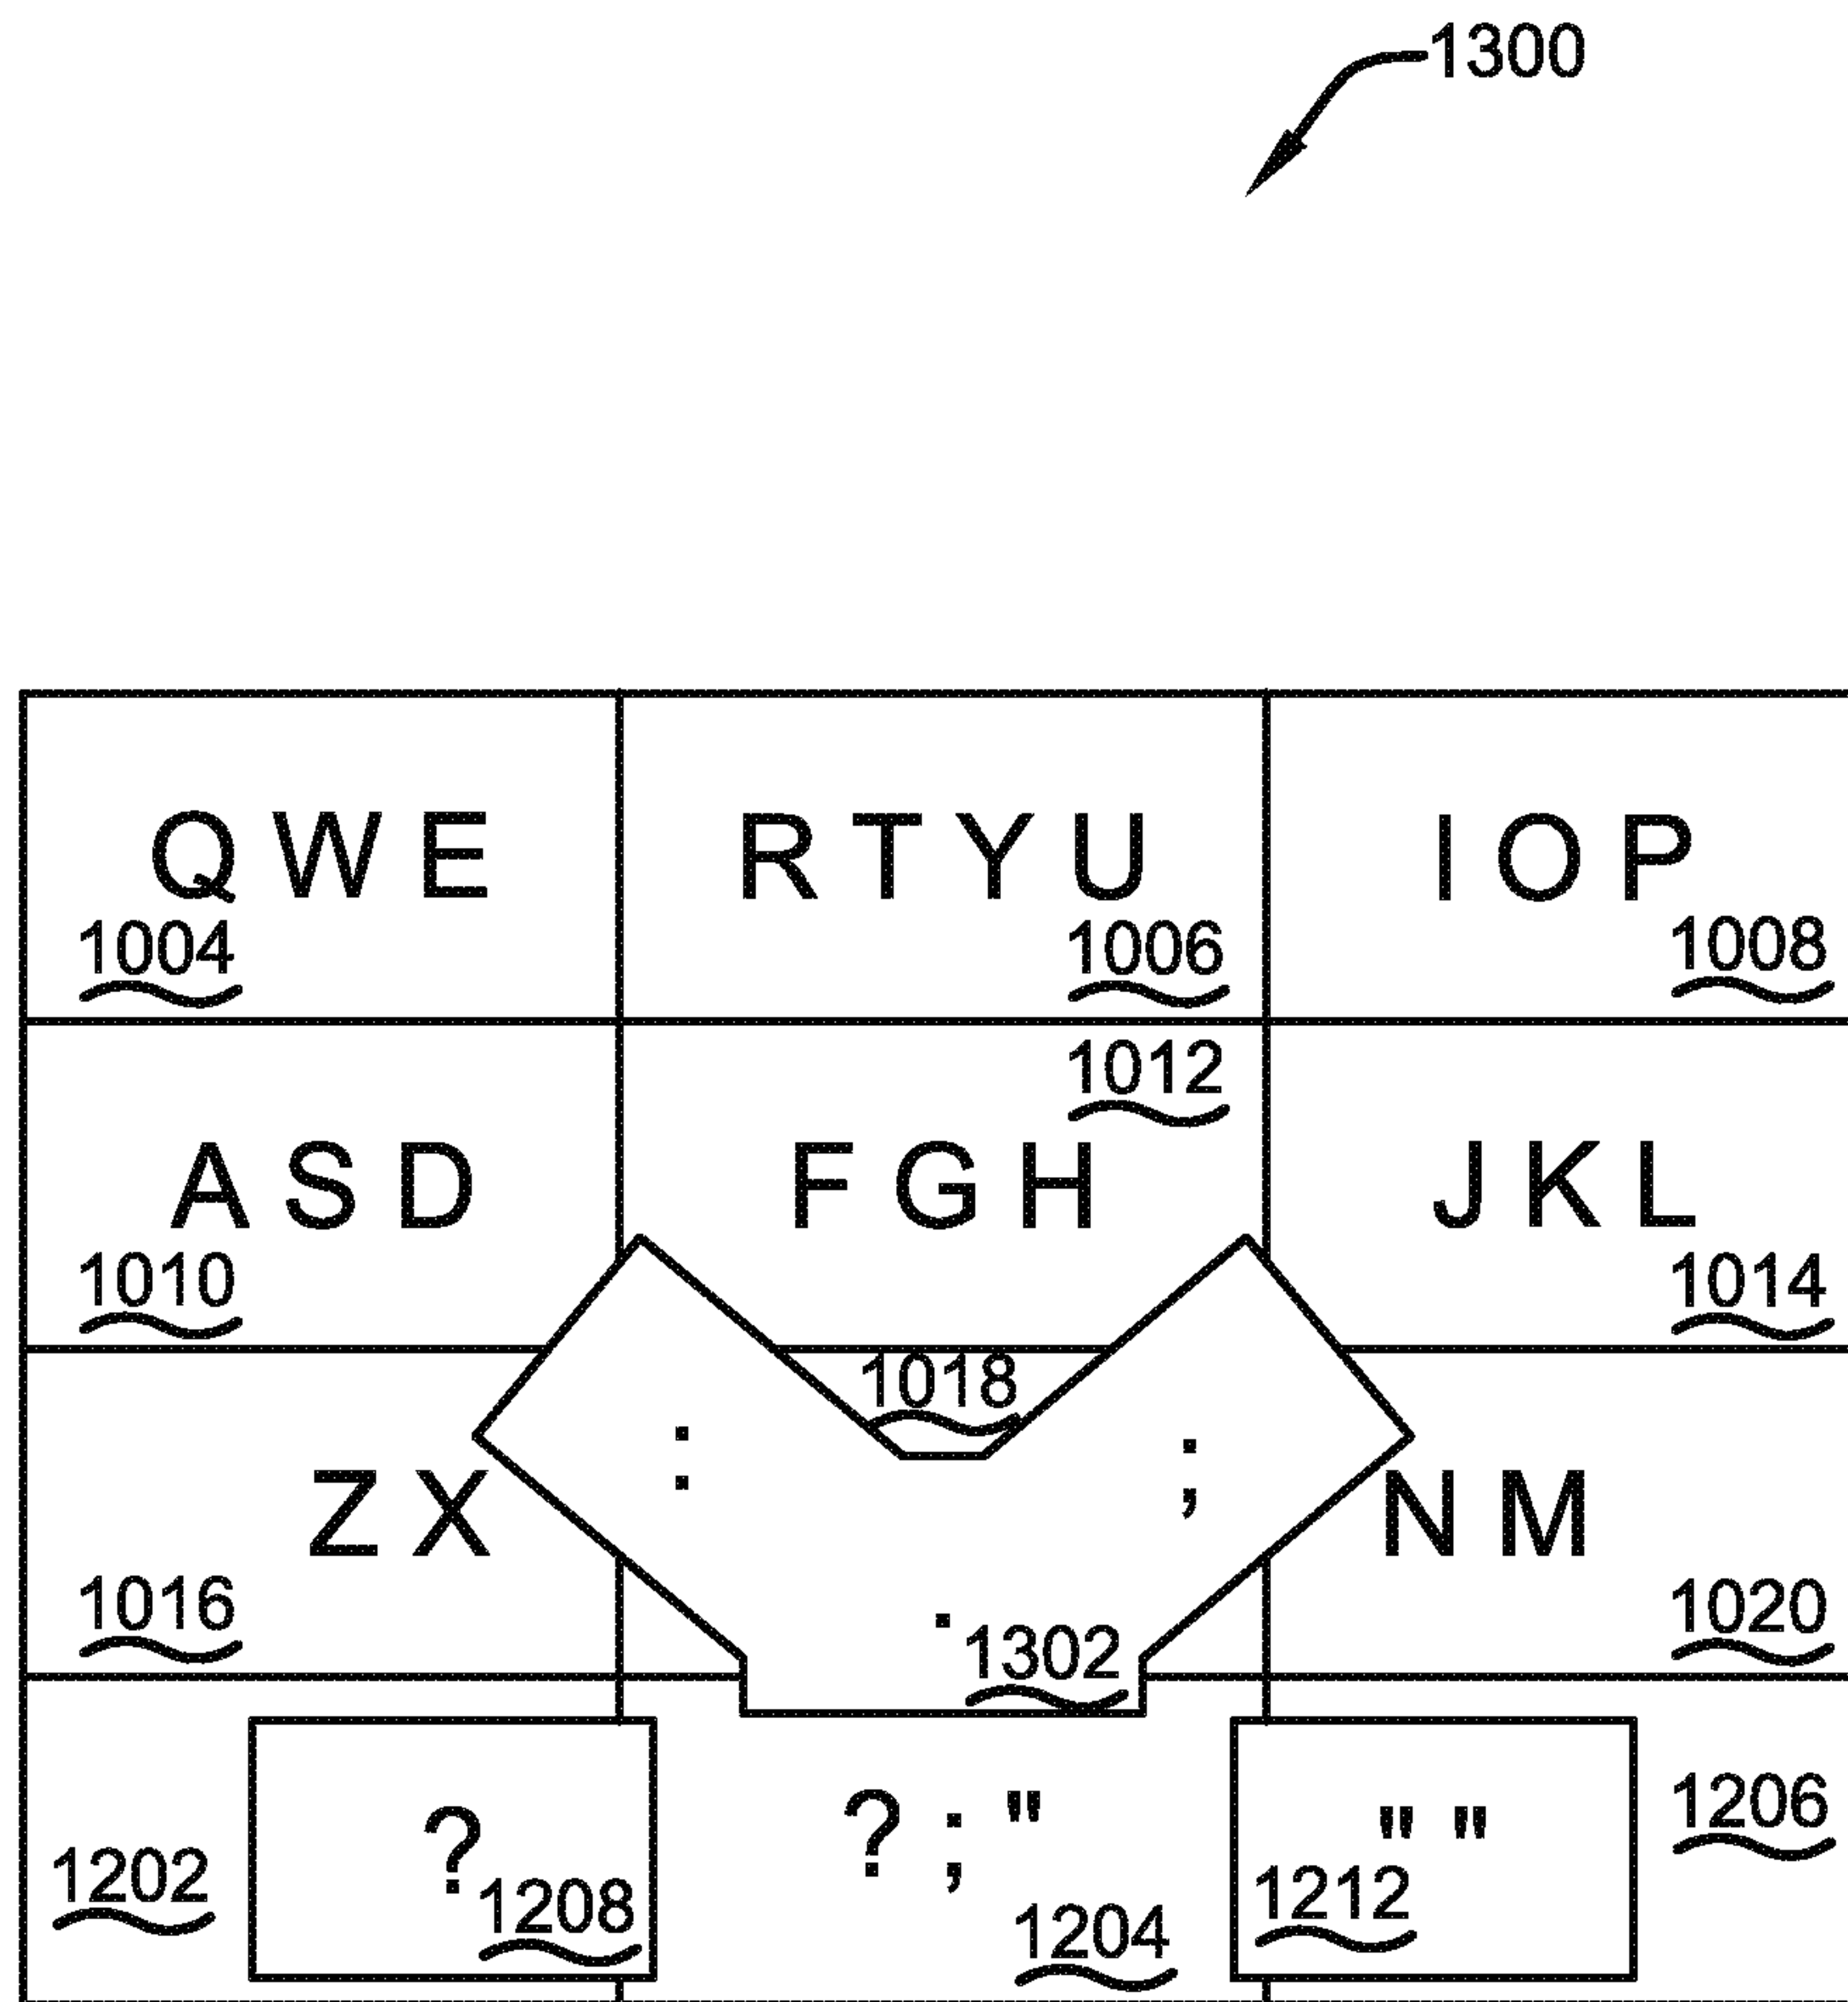 1300
Q W E
R T Y U
I O P
1004
1006
1008
1012
A S D
F G H
J K L
1010
1014
1018
: ;
Z X
N M
1016
.
1302
1020
?
? ; "
" "
1202
1208
1204
1212
1206